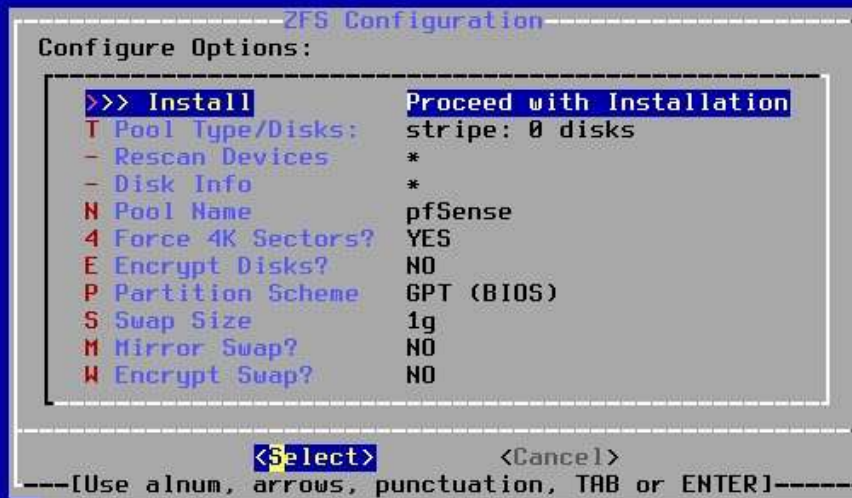 ZFS Configuration
Configure Options:
>>> Install Proceed with Installation
T Pool Type/Disks: stripe: 0 disks
- Rescan Devices *
- Disk Info *
N Pool Name pfSense
4 Force 4K Sectors? YES
E Encrypt Disks? NO
P Partition Scheme GPT (BIOS)
S Swap Size 1g
M Mirror Swap? NO
W Encrypt Swap? NO
<Select> <Cancel>
---[Use alnum, arrows, punctuation, TAB or ENTER]-----